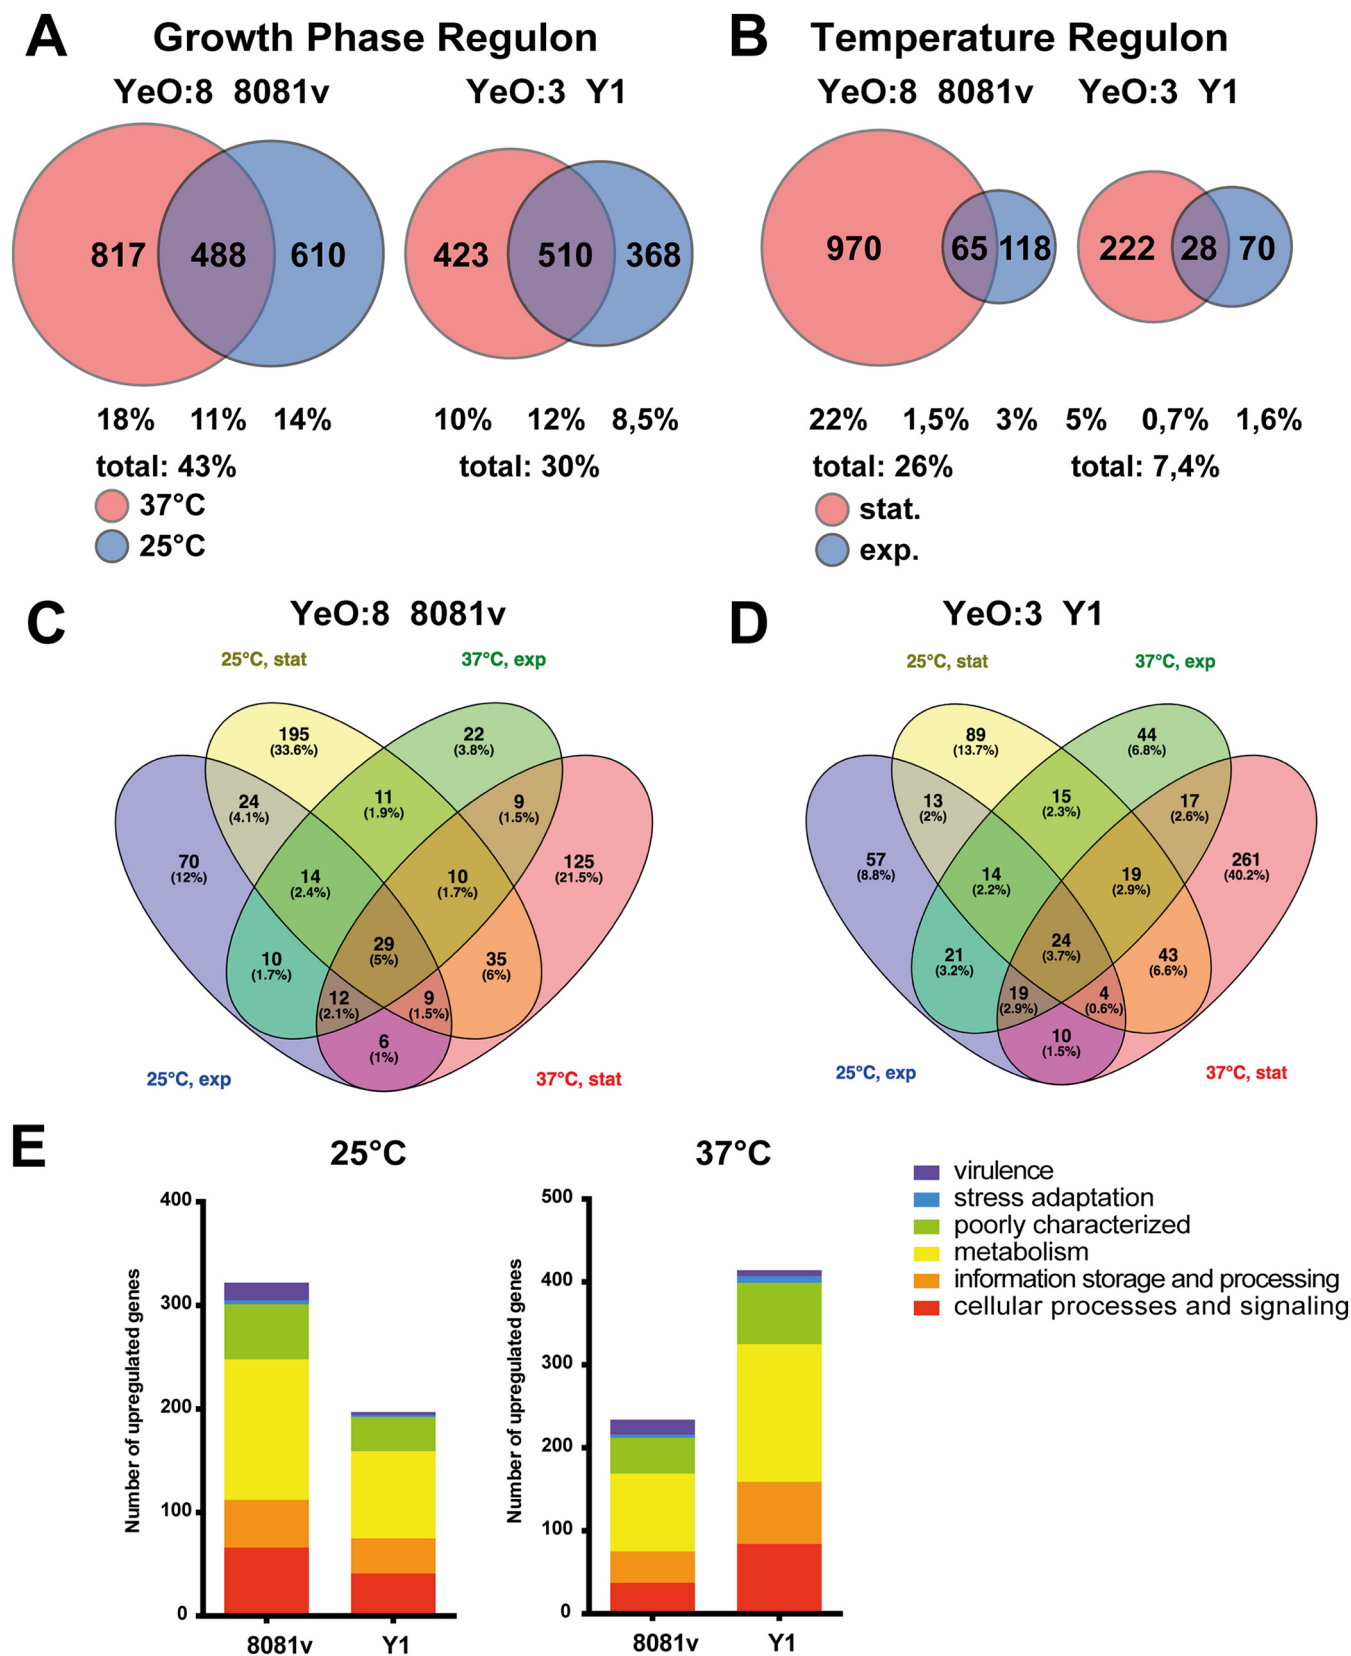 A Growth Phase Regulon
YeO:8 8081v YeO:3 Y1
817 488 610 423 510 368
18% 11% 14% 10% 12% 8,5%
total: 43% total: 30%
37°C
25°C
B Temperature Regulon
YeO:8 8081v YeO:3 Y1
970 65 118 222 28 70
22% 1,5% 3% 5% 0,7% 1,6%
total: 26% total: 7,4%
stat.
exp.
C YeO:8 8081v
25°C, stat 37°C, exp
195 22
(33.6%) (3.8%)
24 11 9
(4.1%) (1.9%) (1.5%)
70 14 10 125
(12%) (2.4%) (1.7%) (21.5%)
10 29 35
(1.7%) (5%) (6%)
12 9
(2.1%) (1.5%)
6
(1%)
25°C, exp 37°C, stat
D YeO:3 Y1
25°C, stat 37°C, exp
89 44
(13.7%) (6.8%)
13 15 17
(2%) (2.3%) (2.6%)
57 14 19 261
(8.8%) (2.2%) (2.9%) (40.2%)
21 24 43
(3.2%) (3.7%) (6.6%)
19 4
(2.9%) (0.6%)
10
(1.5%)
25°C, exp 37°C, stat
E 25°C
Number of upregulated genes
400
300
200
100
0
8081v Y1
37°C
Number of upregulated genes
500
400
300
200
100
0
8081v Y1
virulence
stress adaptation
poorly characterized
metabolism
information storage and processing
cellular processes and signaling